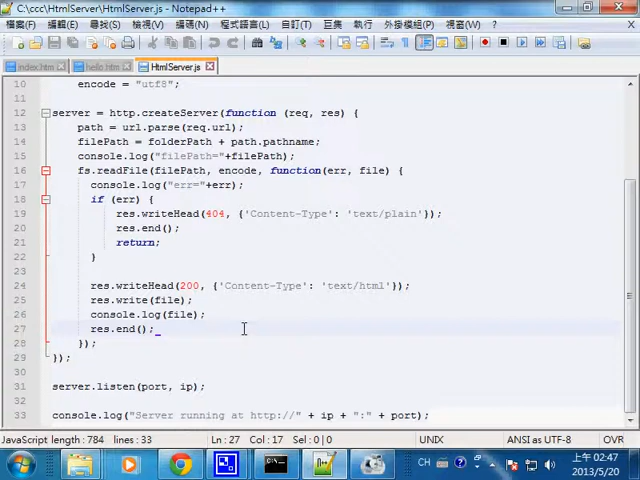 C:\ccc\HtmlServer\HtmlServer.js - Notepad++
檔案(F) 編輯(E) 搜尋(S) 檢視(V) 編碼(N) 程式語言(L) 設定(T) 巨集 執行 外掛模組(P) 視窗(W) ?
X
index.htm hello.htm HtmlServer.js
10 encode = "utf8";
11
12 server = http.createServer(function (req, res) {
13 path = url.parse(req.url);
14 filePath = folderPath + path.pathname;
15 console.log("filePath="+filePath);
16 fs.readFile(filePath, encode, function(err, file) {
17 console.log("err="+err);
18 if (err) {
19 res.writeHead(404, {'Content-Type': 'text/plain'});
20 res.end();
21 return;
22 }
23
24 res.writeHead(200, {'Content-Type': 'text/html'});
25 res.write(file);
26 console.log(file);
27 res.end();
28 });
29 });
30
31 server.listen(port, ip);
32
33 console.log("Server running at http://" + ip + ":" + port);
JavaScript length : 784 lines : 33 Ln : 27 Col : 17 Sel : 0 | 0 UNIX ANSI as UTF-8 OVR
CH 上午 02:47
2013/5/20